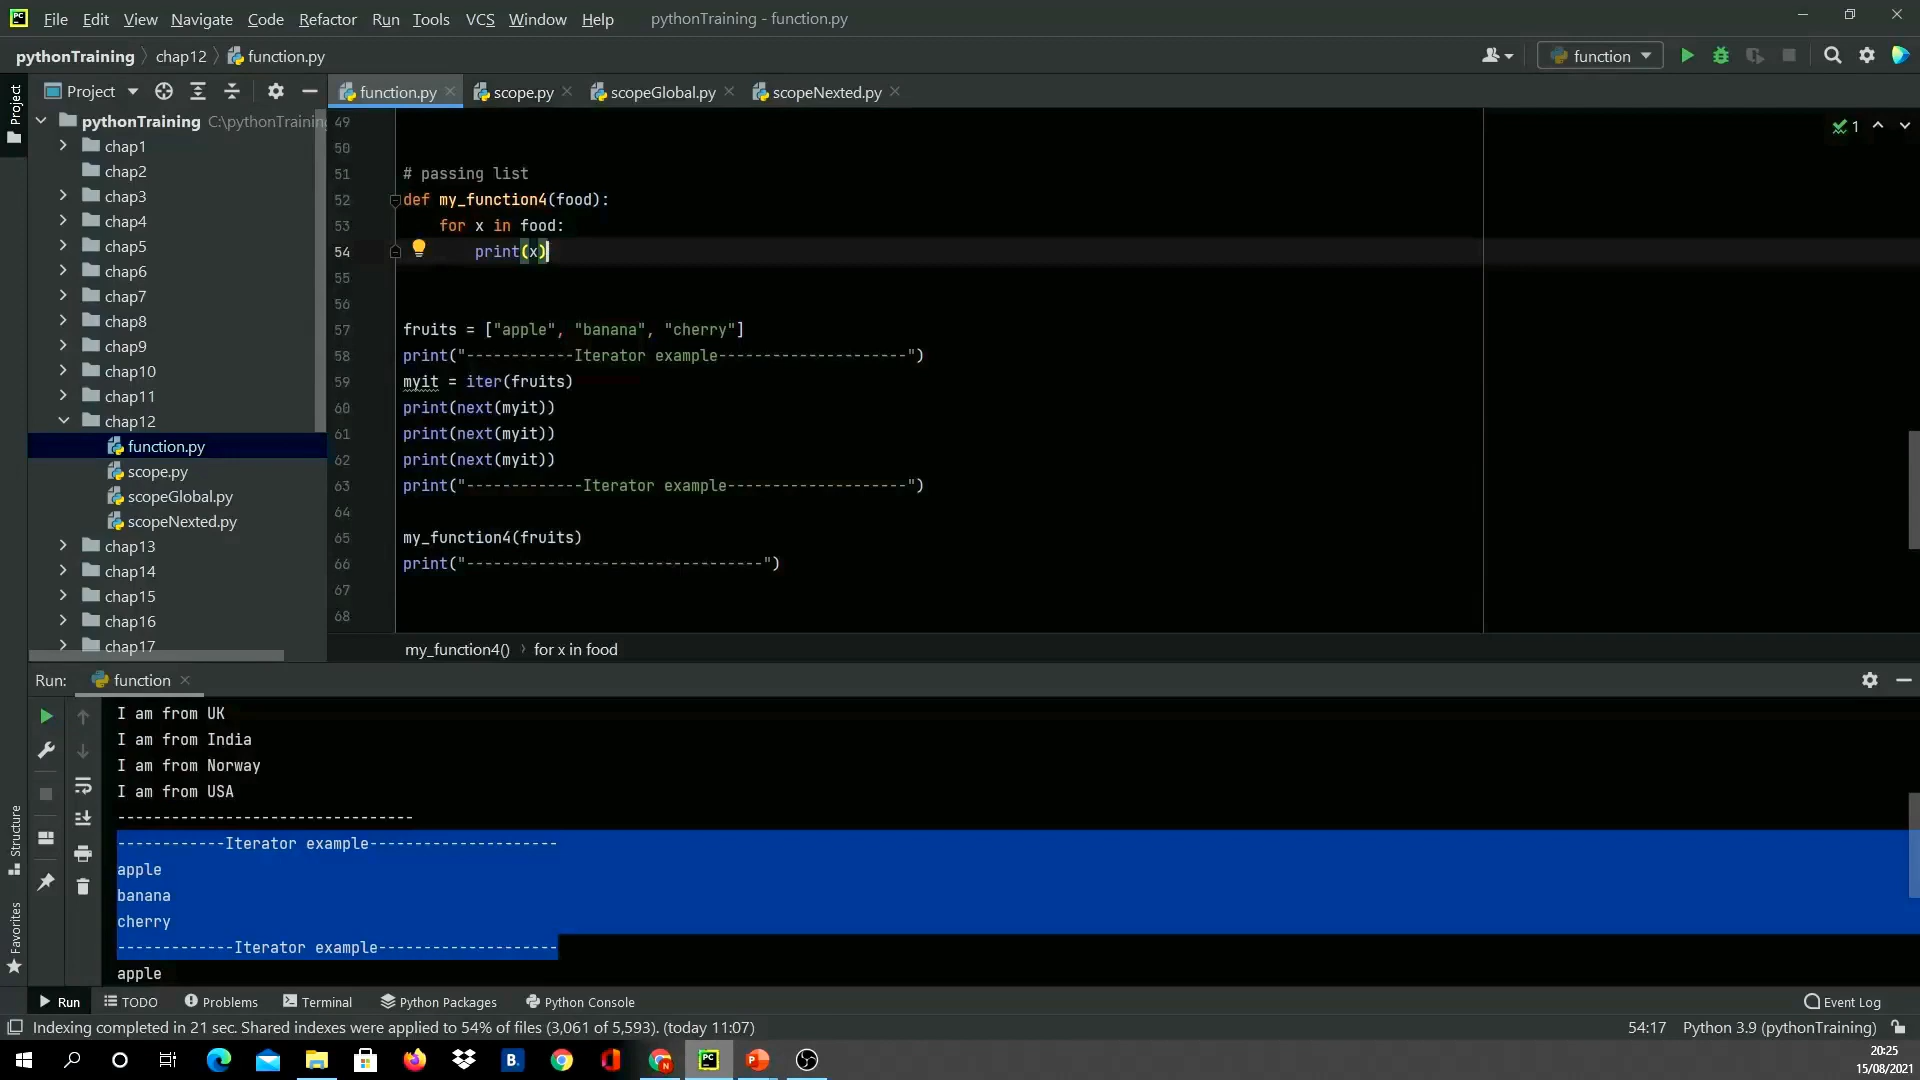 File Edit View Navigate Code Refactor Run Tools VCS Window Help pythonTraining - function.py
pythonTraining chap12 function.py function
Project
Project
function.py scope.py scopeGlobal.py scopeNexted.py
pythonTraining C:\pythonTraining
chap1
chap2
chap3
chap4
chap5
chap6
chap7
chap8
chap9
chap10
chap11
chap12
function.py
scope.py
scopeGlobal.py
scopeNexted.py
chap13
chap14
chap15
chap16
chap17
1
49
50
51 # passing list
52 def my_function4(food):
53 for x in food:
54 print(x)
55
56
57 fruits = ["apple", "banana", "cherry"]
58 print("------------Iterator example---------------------")
59 myit = iter(fruits)
60 print(next(myit))
61 print(next(myit))
62 print(next(myit))
63 print("-------------Iterator example--------------------")
64
65 my_function4(fruits)
66 print("---------------------------------")
67
68
my_function4() for x in food
Run: function
I am from UK
I am from India
I am from Norway
I am from USA
---------------------------------
------------Iterator example---------------------
apple
banana
cherry
-------------Iterator example--------------------
apple
Structure
Favorites
Run TODO Problems Terminal Python Packages Python Console Event Log
Indexing completed in 21 sec. Shared indexes were applied to 54% of files (3,061 of 5,593). (today 11:07) 54:17 Python 3.9 (pythonTraining)
20:25
15/08/2021